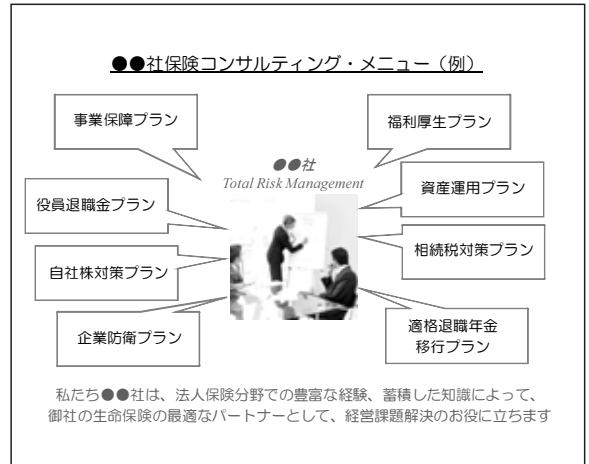 ●●社保険コンサルティング・メニュー（例）
事業保障プラン
福利厚生プラン
●●社
Total Risk Management
役員退職金プラン
資産運用プラン
自社株対策プラン
相続税対策プラン
企業防衛プラン
適格退職年金
移行プラン
私たち●●社は、法人保険分野での豊富な経験、蓄積した知識によって、
御社の生命保険の最適なパートナーとして、経営課題解決のお役に立ちます